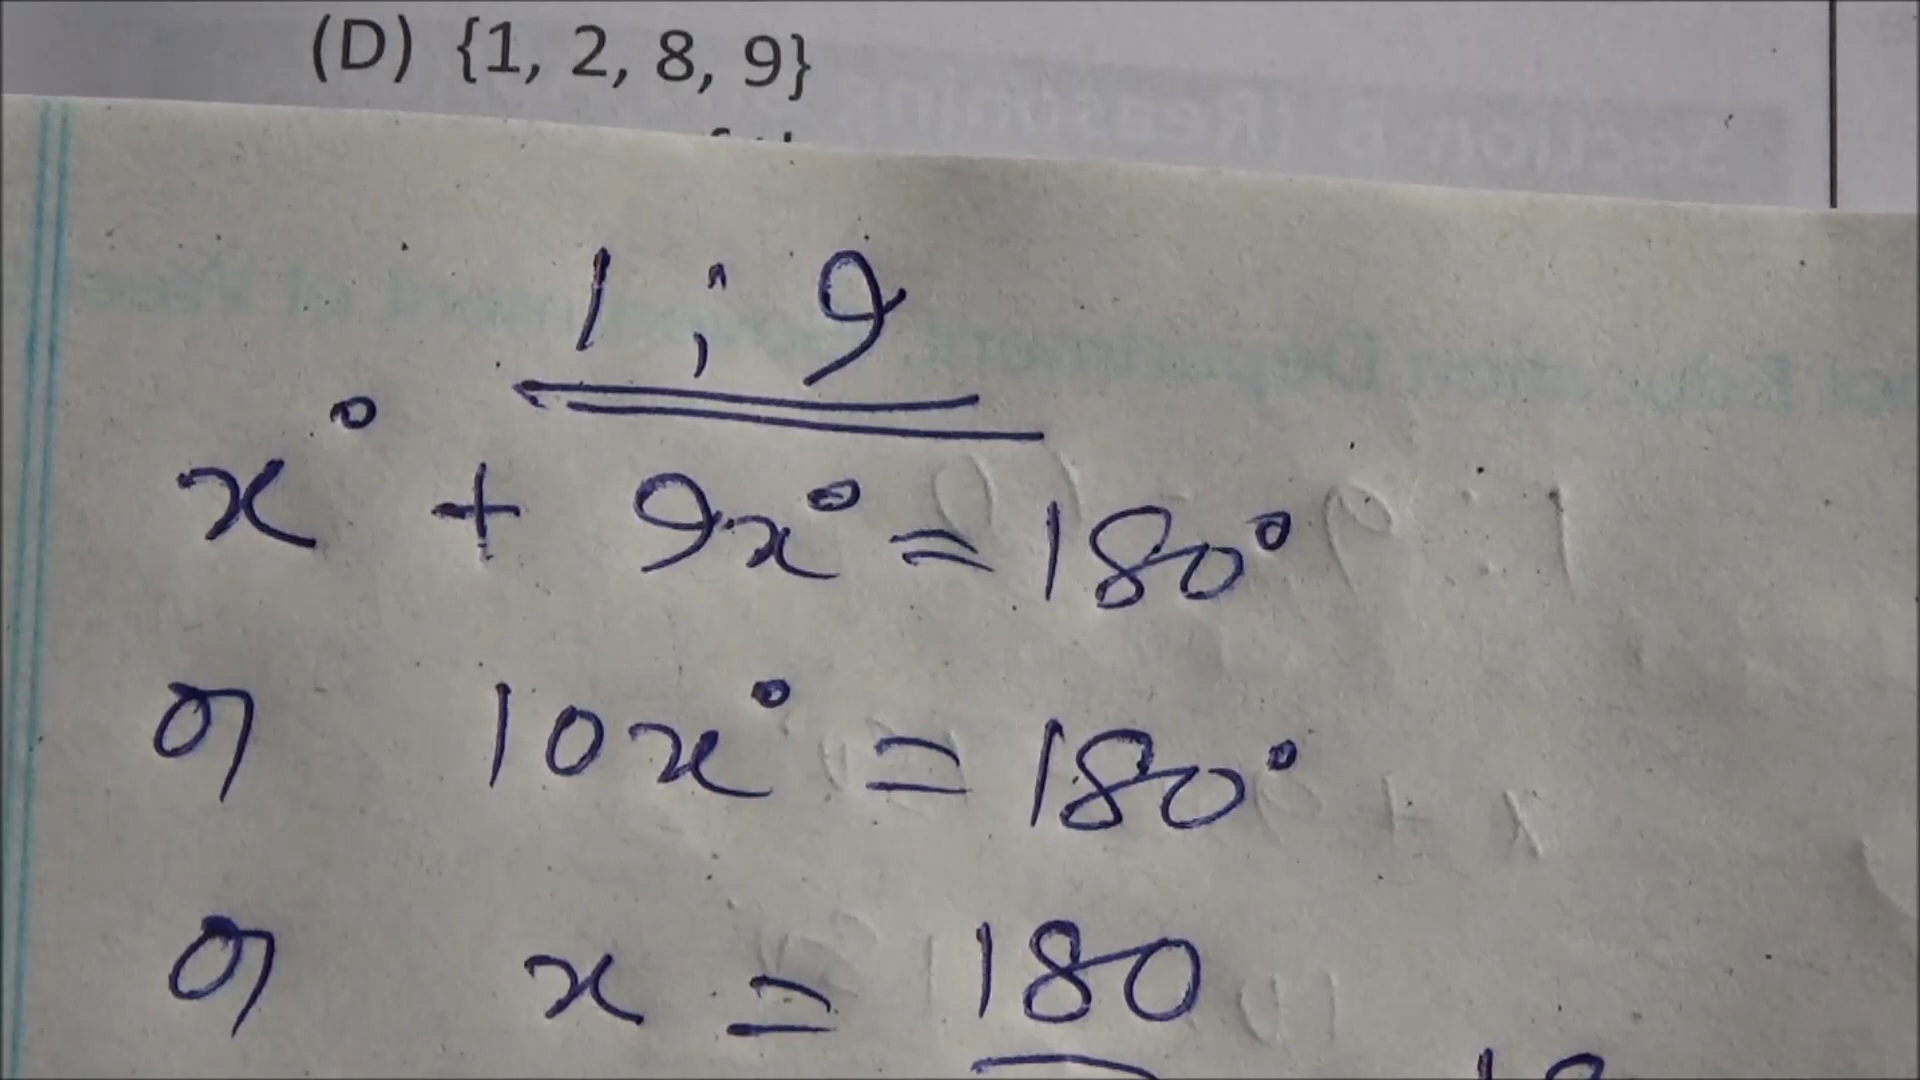 (D) {1, 2, 8, 9}
1 : 9
x° + 9x° = 180°
or 10x° = 180°
or x = 180